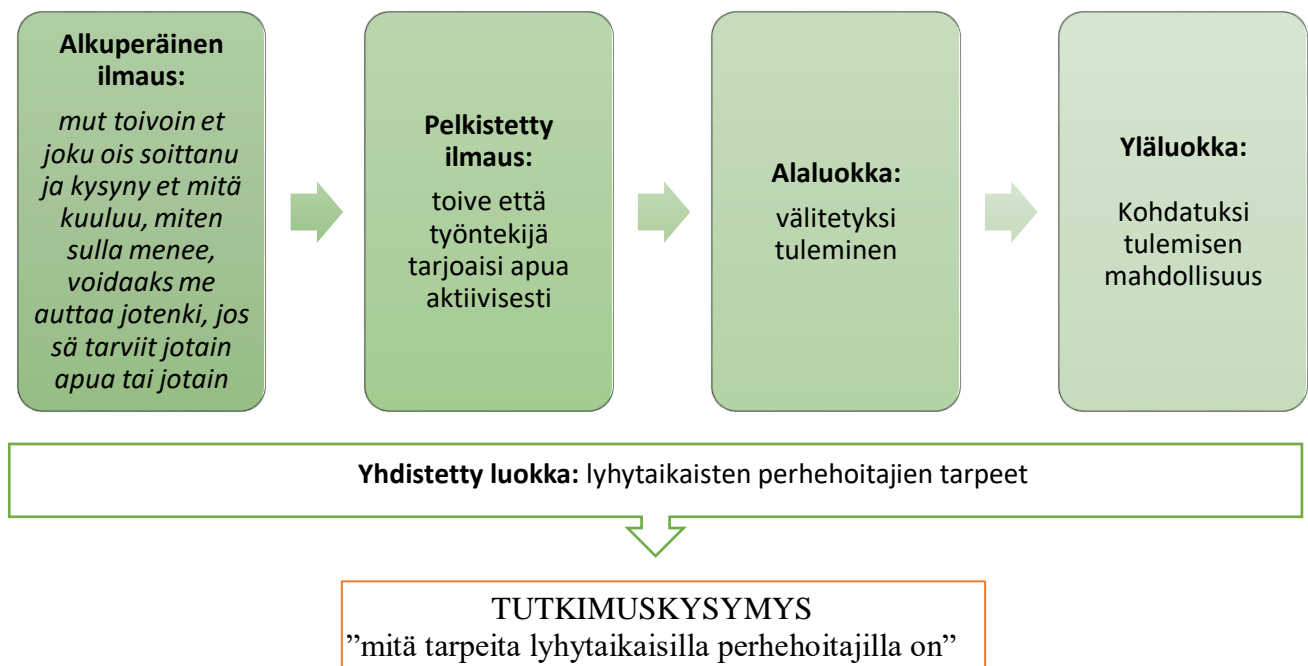 Alkuperäinen
ilmaus:
mut toivoin et
joku ois soittanu
ja kysyny et mitä
kuuluu, miten
sulla menee,
voidaaks me
auttaa jotenki, jos
sä tarviit jotain
apua tai jotain
Pelkistetty
ilmaus:
toive että
työntekijä
tarjoaisi apua
aktiivisesti
Alaluokka:
välitetyksi
tuleminen
Yläluokka:
Kohdatuksi
tulemisen
mahdollisuus
Yhdistetty luokka: lyhytaikaisten perhehoitajien tarpeet
TUTKIMUSKYSYMYS
”mitä tarpeita lyhytaikaisilla perhehoitajilla on”